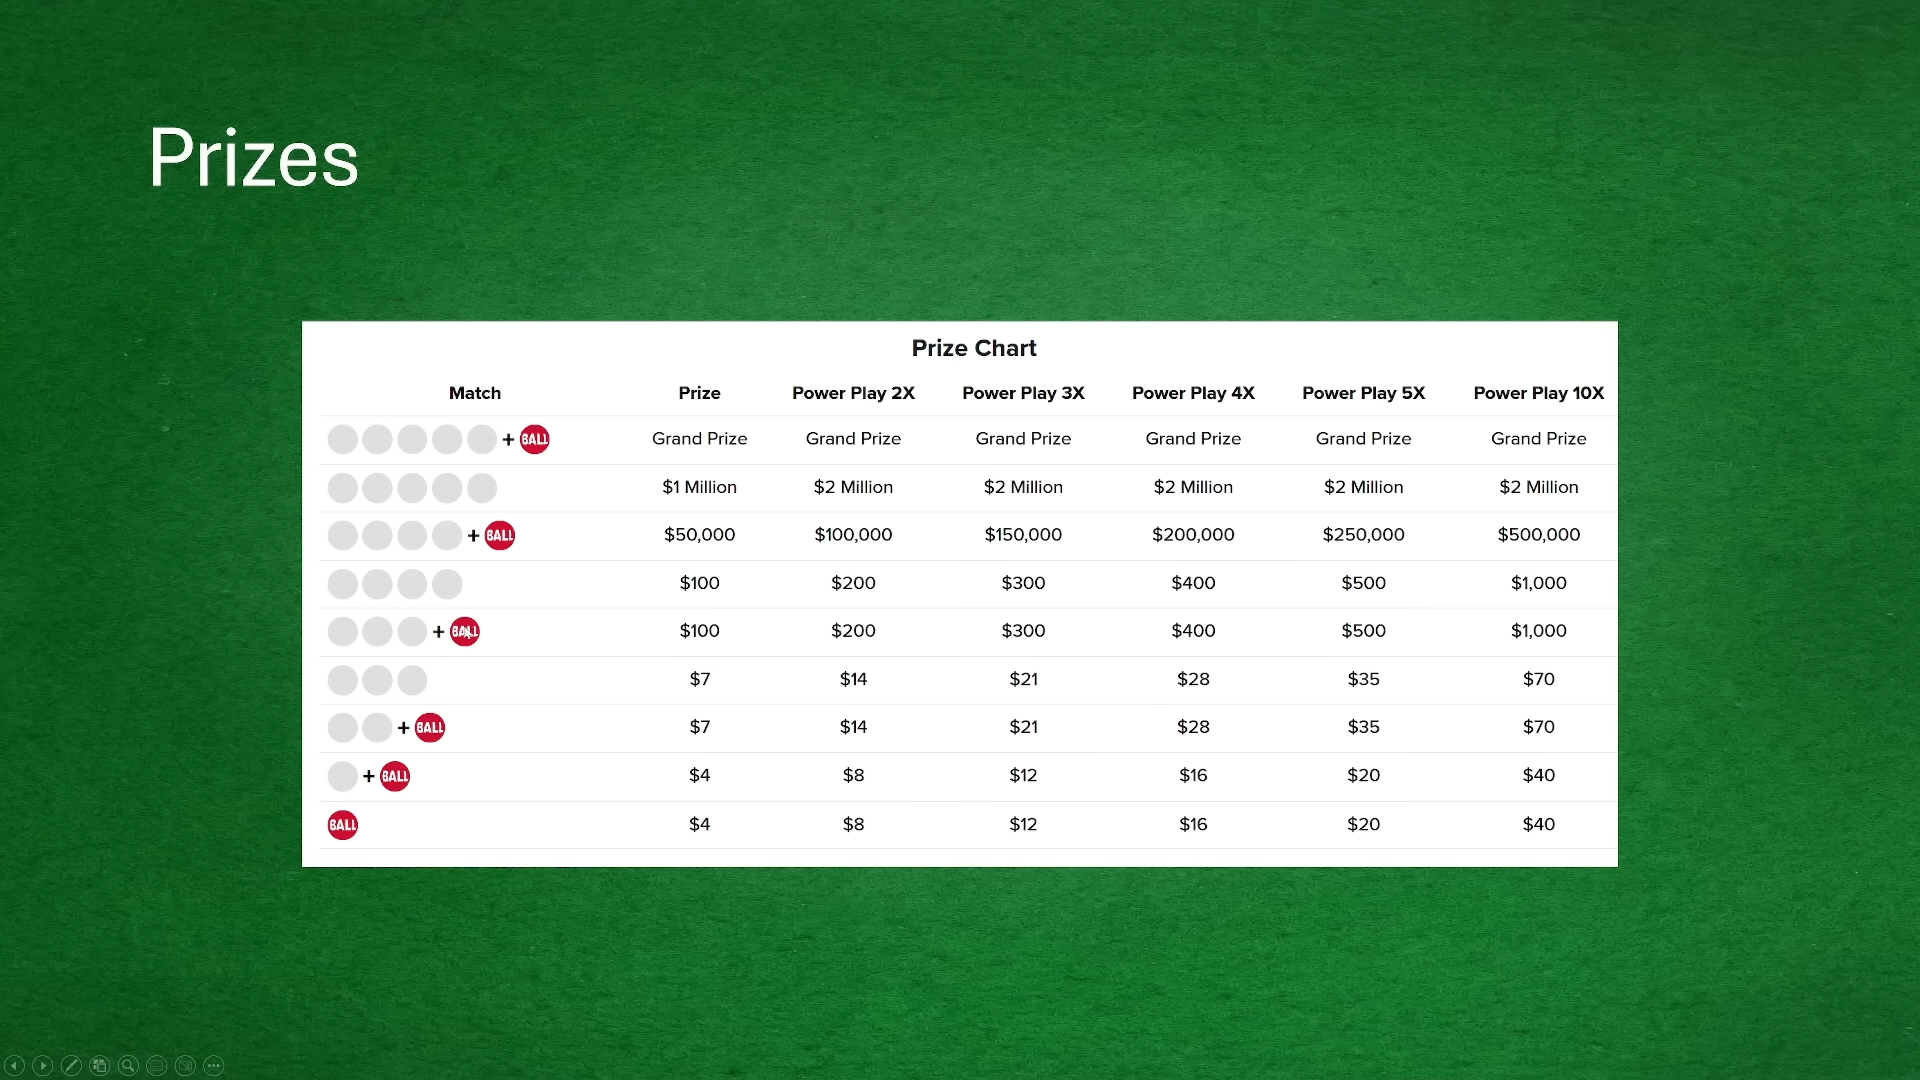 Prizes
Prize Chart
Match Prize Power Play 2X Power Play 3X Power Play 4X Power Play 5X Power Play 10X
+ BALL Grand Prize Grand Prize Grand Prize Grand Prize Grand Prize Grand Prize
$1 Million $2 Million $2 Million $2 Million $2 Million $2 Million
+ BALL $50,000 $100,000 $150,000 $200,000 $250,000 $500,000
$100 $200 $300 $400 $500 $1,000
+ BALL $100 $200 $300 $400 $500 $1,000
$7 $14 $21 $28 $35 $70
+ BALL $7 $14 $21 $28 $35 $70
+ BALL $4 $8 $12 $16 $20 $40
BALL $4 $8 $12 $16 $20 $40